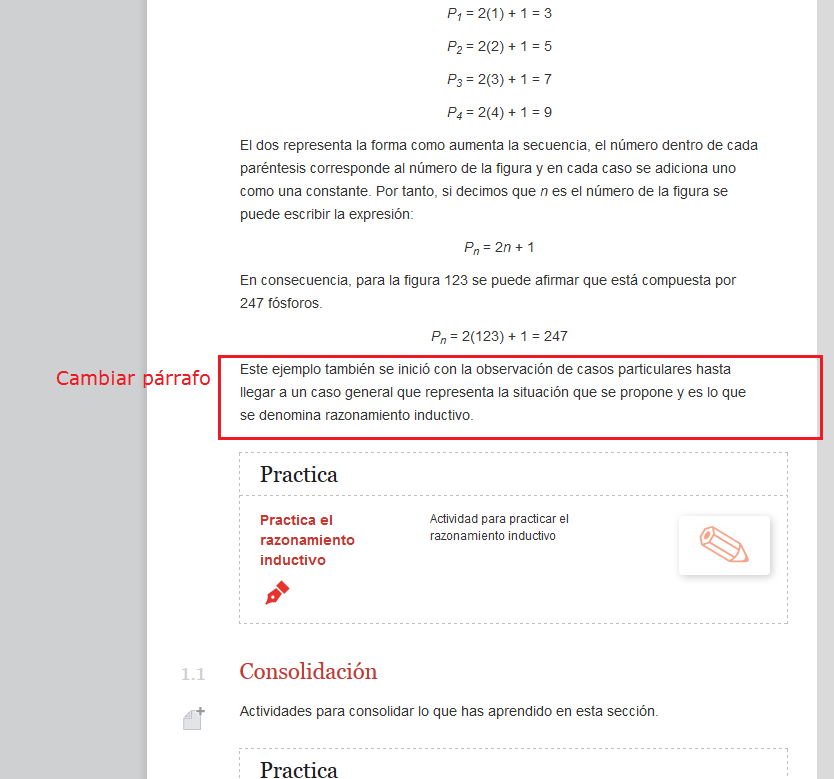 P1 = 2(1) + 1 = 3
P2 = 2(2) + 1 = 5
P3 = 2(3) + 1 = 7
P4 = 2(4) + 1 = 9
El dos representa la forma como aumenta la secuencia, el número dentro de cada
paréntesis corresponde al número de la figura y en cada caso se adiciona uno
como una constante. Por tanto, si decimos que n es el número de la figura se
puede escribir la expresión:
Pn = 2n + 1
En consecuencia, para la figura 123 se puede afirmar que está compuesta por
247 fósforos.
Pn = 2(123) + 1 = 247
Cambiar párrafo
Este ejemplo también se inició con la observación de casos particulares hasta
llegar a un caso general que representa la situación que se propone y es lo que
se denomina razonamiento inductivo.
Practica
Practica el
razonamiento
inductivo
Actividad para practicar el
razonamiento inductivo
1.1 Consolidación
Actividades para consolidar lo que has aprendido en esta sección.
Practica